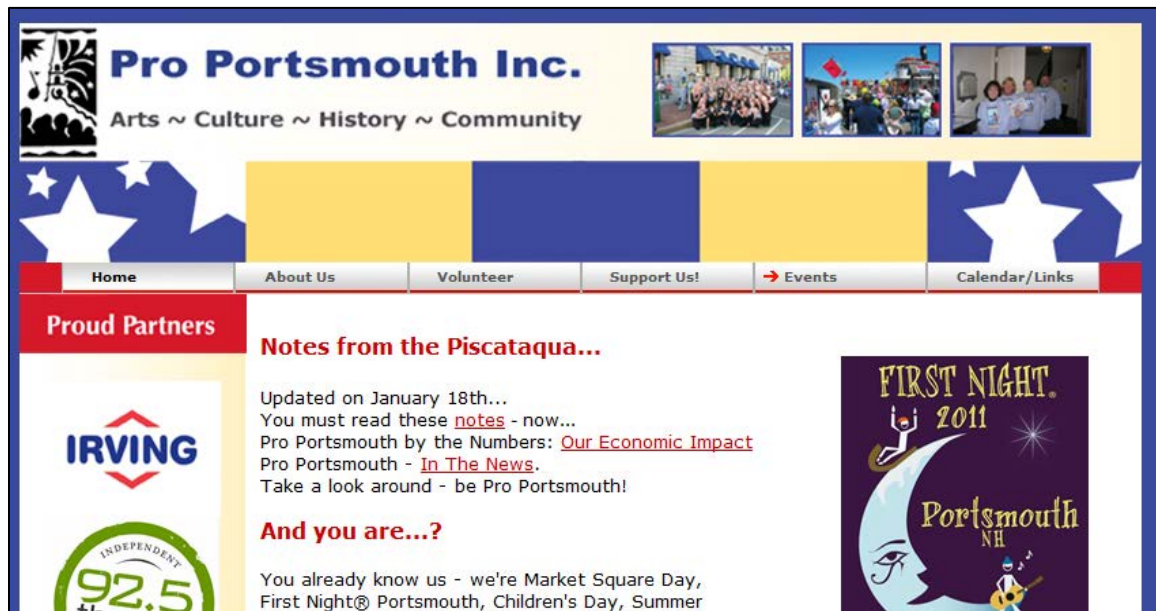 Pro Portsmouth Inc.
Arts ~ Culture ~ History ~ Community
Home
About Us
Volunteer
Support Us!
Events
Calendar/Links
Proud Partners
IRVING
INDEPENDENT
92.5
Notes from the Piscataqua...
Updated on January 18th...
You must read these notes - now...
Pro Portsmouth by the Numbers: Our Economic Impact
Pro Portsmouth - In The News.
Take a look around - be Pro Portsmouth!
And you are...?
You already know us - we're Market Square Day,
First Night® Portsmouth, Children's Day, Summer
FIRST NIGHT®
2011
Portsmouth
NH